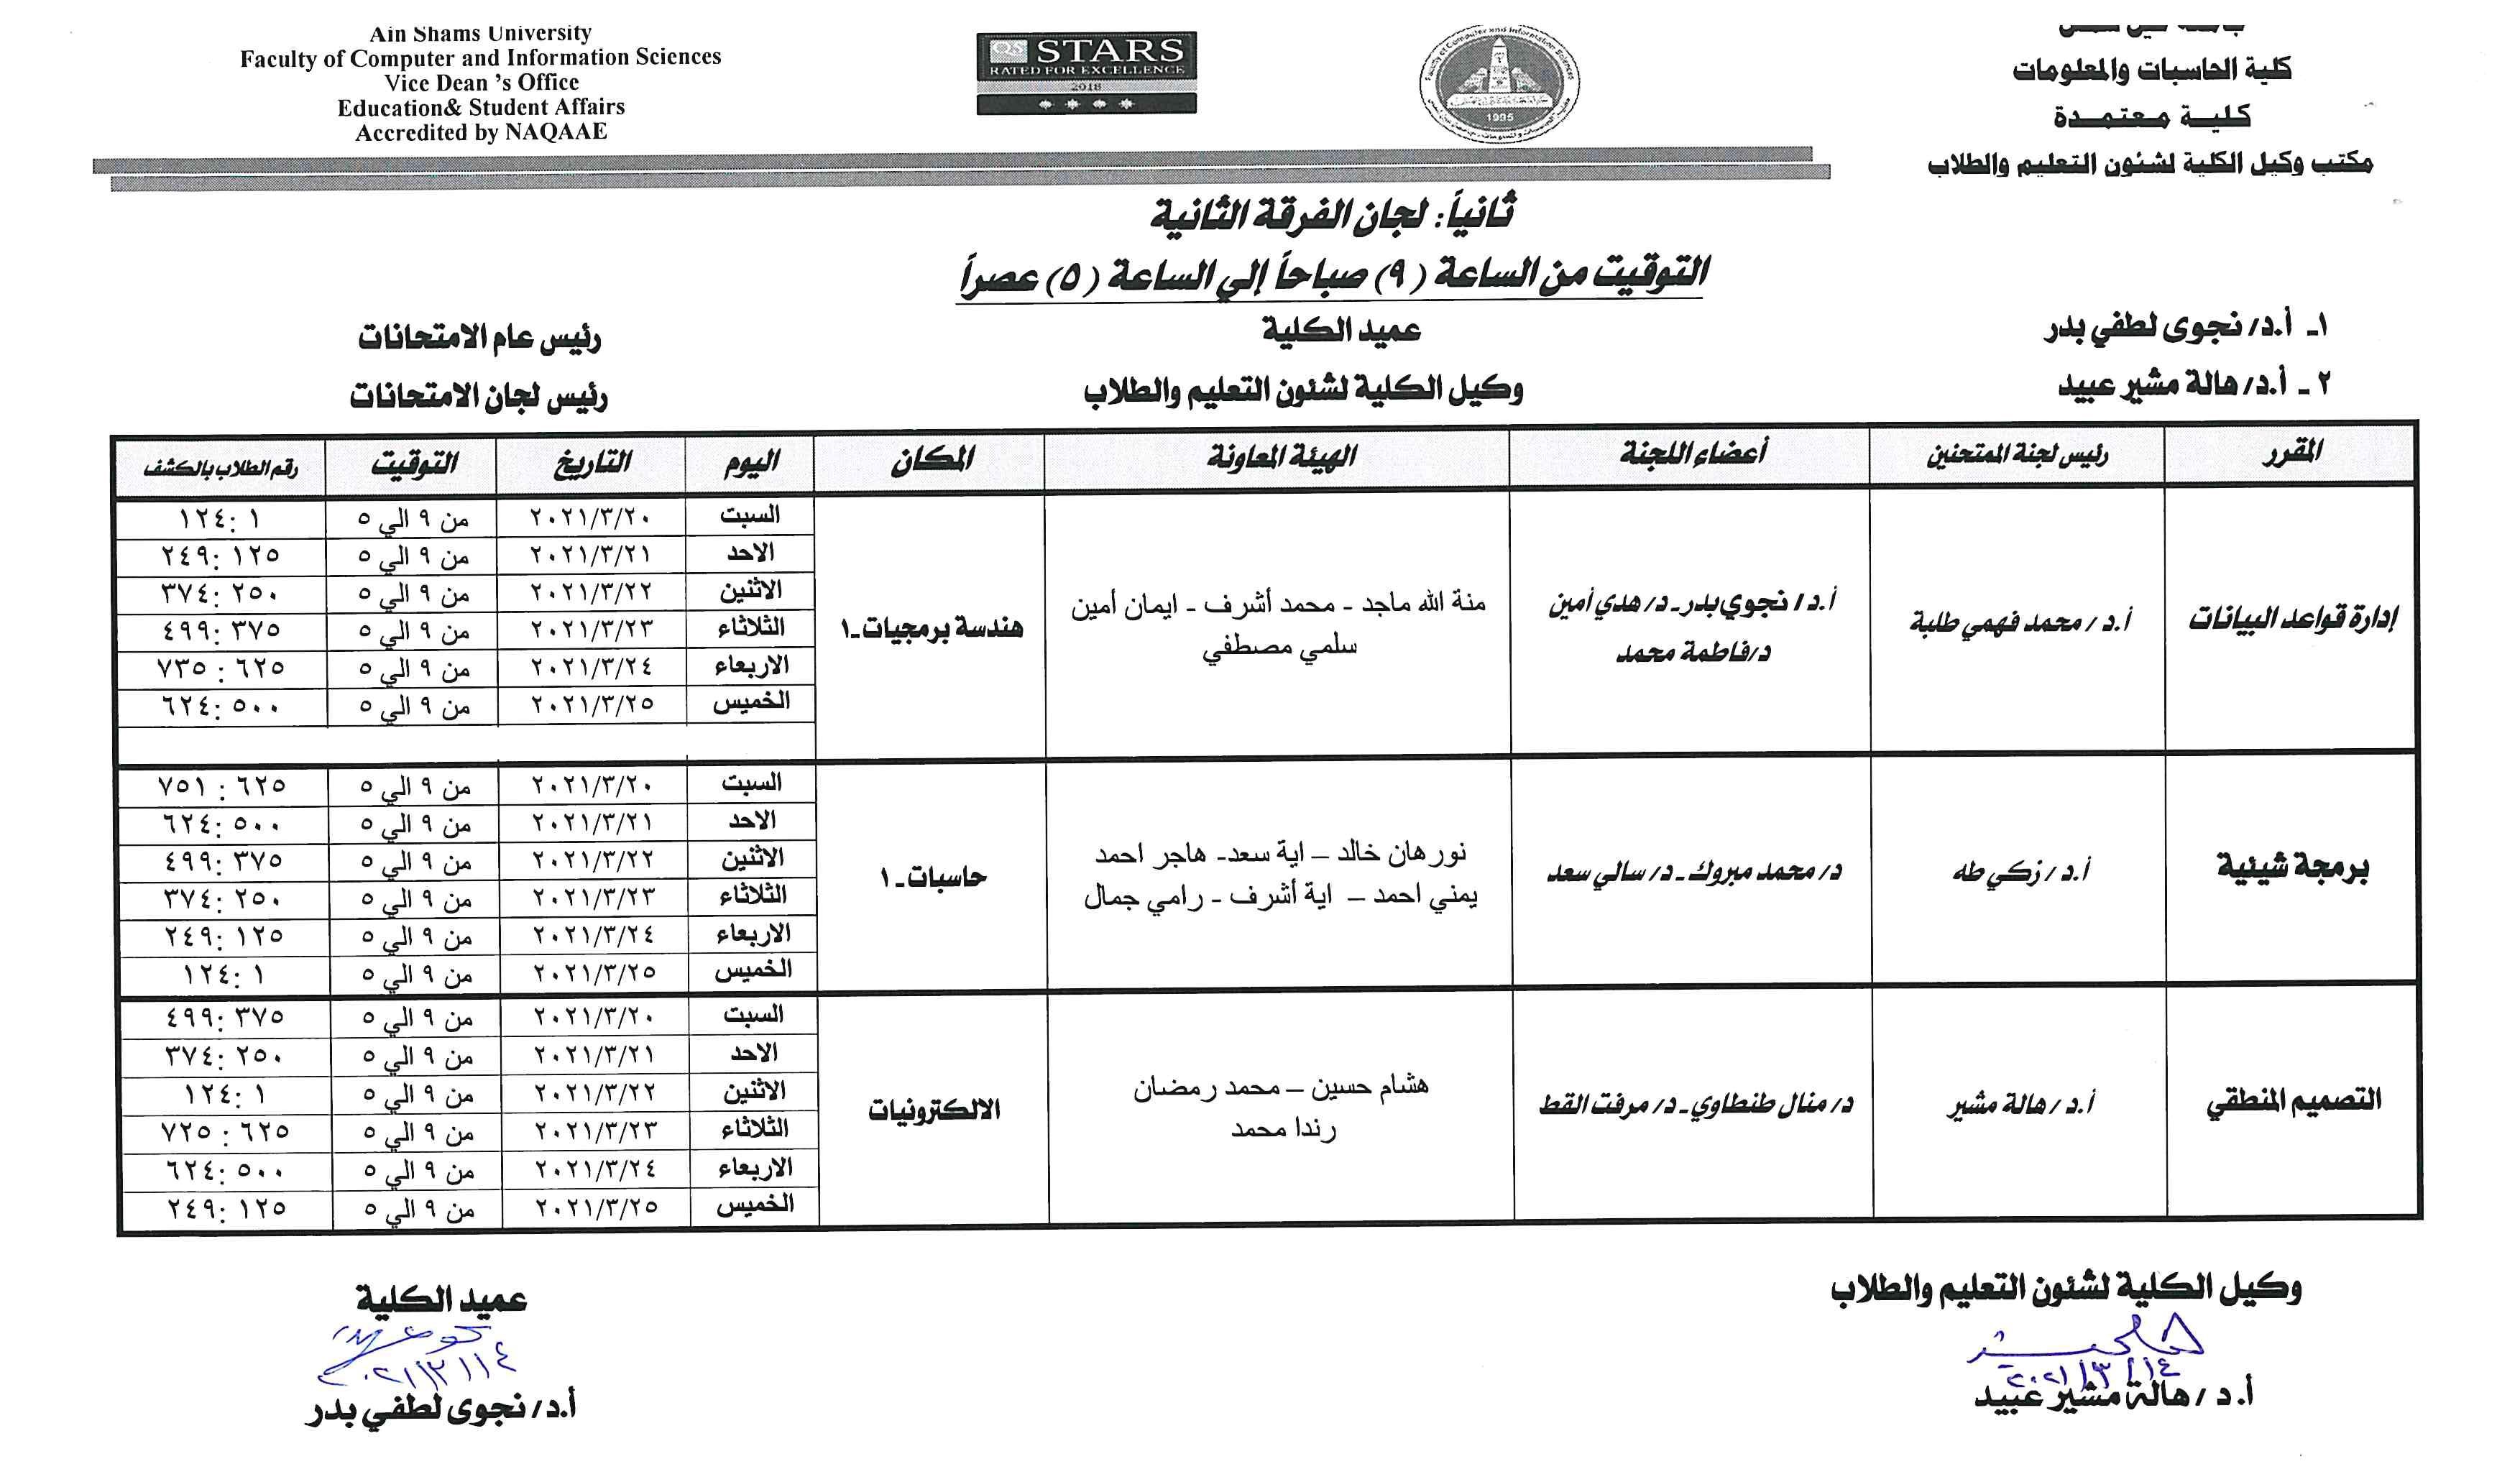 Ain Shams University
Faculty of Computer and Information Sciences
Vice Dean 's Office
Education& Student Affairs
Accredited by NAQAAE
QS STARS
RATED FOR EXCELLENCE
2018
Faculty of Computer and Information Sciences
1995
كلية الحاسبات والمعلومات
كليــة معتمــدة
مكتب وكيل الكلية لشئون التعليم والطلاب
ثانياً: لجان الفرقة الثانية
التوقيت من الساعة (٩) صباحاً إلي الساعة (٥) عصراً
١ـ أ.د/ نجوى لطفي بدر عميد الكلية رئيس عام الامتحانات
٢ ـ أ.د/ هالة مشير عبيد وكيل الكلية لشئون التعليم والطلاب رئيس لجان الامتحانات
المقرر رئيس لجنة الممتحنين أعضاء اللجنة الهيئة المعاونة المكان اليوم التاريخ التوقيت رقم الطلاب بالكشف
إدارة قواعد البيانات أ.د / محمد فهمي طلبة
أ.د / نجوي بدر ـ د/ هدي أمين
د/فاطمة محمد
منة الله ماجد - محمد أشرف - ايمان أمين
سلمي مصطفي
هندسة برمجيات ـ١
السبت ٢٠٢١/٣/٢٠ من ٩ الي ٥ ١ :١٢٤
الاحد ٢٠٢١/٣/٢١ من ٩ الي ٥ ١٢٥ :٢٤٩
الاثنين ٢٠٢١/٣/٢٢ من ٩ الي ٥ ٢٥٠ :٣٧٤
الثلاثاء ٢٠٢١/٣/٢٣ من ٩ الي ٥ ٣٧٥ :٤٩٩
الاربعاء ٢٠٢١/٣/٢٤ من ٩ الي ٥ ٦٢٥ : ٧٣٥
الخميس ٢٠٢١/٣/٢٥ من ٩ الي ٥ ٥٠٠ :٦٢٤
برمجة شيئية أ.د / زكي طه د/ محمد مبروك ـ د/ سالي سعد
نورهان خالد – اية سعد- هاجر احمد
يمني احمد – اية أشرف - رامي جمال
حاسبات ـ ١
السبت ٢٠٢١/٣/٢٠ من ٩ الي ٥ ٦٢٥ : ٧٥١
الاحد ٢٠٢١/٣/٢١ من ٩ الي ٥ ٥٠٠ :٦٢٤
الاثنين ٢٠٢١/٣/٢٢ من ٩ الي ٥ ٣٧٥ :٤٩٩
الثلاثاء ٢٠٢١/٣/٢٣ من ٩ الي ٥ ٢٥٠ :٣٧٤
الاربعاء ٢٠٢١/٣/٢٤ من ٩ الي ٥ ١٢٥ :٢٤٩
الخميس ٢٠٢١/٣/٢٥ من ٩ الي ٥ ١ :١٢٤
التصميم المنطقي أ.د / هالة مشير د/ منال طنطاوي ـ د/ مرفت القط
هشام حسين – محمد رمضان
رندا محمد
الالكترونيات
السبت ٢٠٢١/٣/٢٠ من ٩ الي ٥ ٣٧٥ :٤٩٩
الاحد ٢٠٢١/٣/٢١ من ٩ الي ٥ ٢٥٠ :٣٧٤
الاثنين ٢٠٢١/٣/٢٢ من ٩ الي ٥ ١ :١٢٤
الثلاثاء ٢٠٢١/٣/٢٣ من ٩ الي ٥ ٦٢٥ : ٧٢٥
الاربعاء ٢٠٢١/٣/٢٤ من ٩ الي ٥ ٥٠٠ :٦٢٤
الخميس ٢٠٢١/٣/٢٥ من ٩ الي ٥ ١٢٥ :٢٤٩
وكيل الكلية لشئون التعليم والطلاب عميد الكلية
٢٠٢١/٣/١٤ ٢٠٢١/٣/١٤
أ.د / هالة مشير عبيد أ.د/ نجوى لطفي بدر